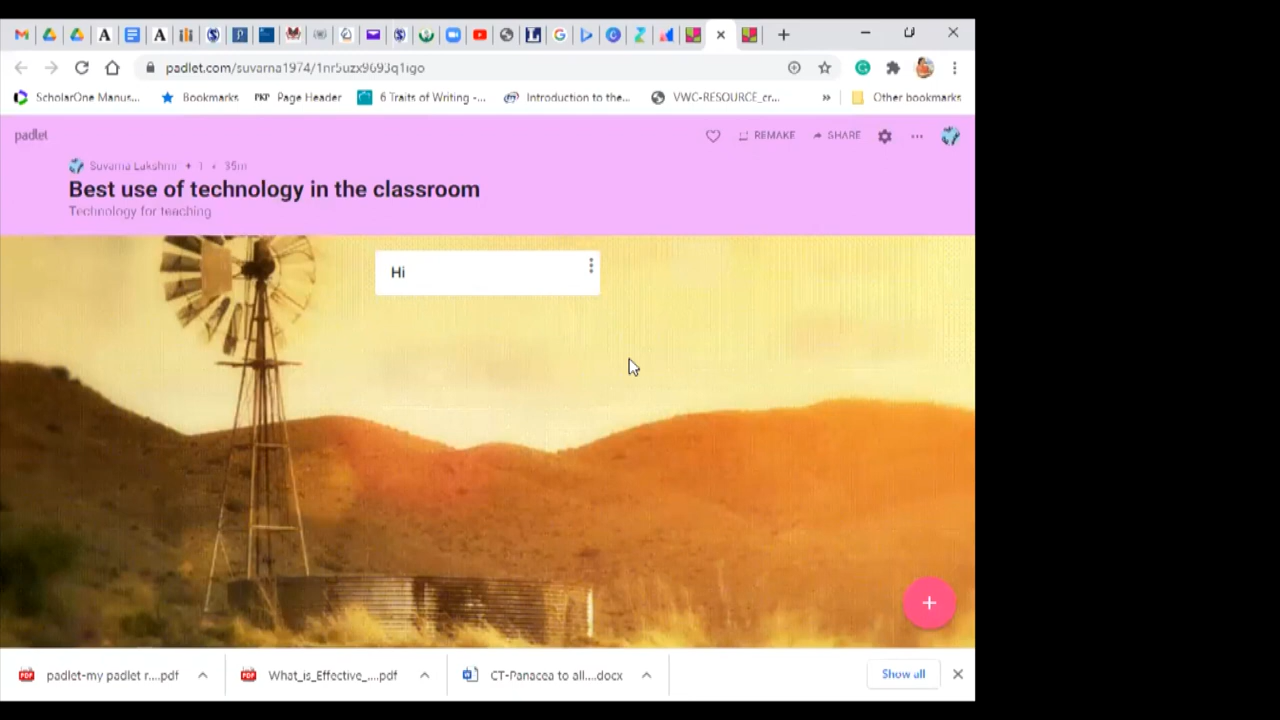 padlet.com/suvarna1974/1nr5uzx9693q1igo
ScholarOne Manus...
Bookmarks
PKP Page Header
6 Traits of Writing -...
Introduction to the...
VWC-RESOURCE_cr...
»
Other bookmarks
padlet
REMAKE
SHARE
Suvarna Lakshmi + 1 • 35m
Best use of technology in the classroom
Technology for teaching
Hi
padlet-my padlet r....pdf
What_is_Effective_....pdf
CT-Panacea to all....docx
Show all